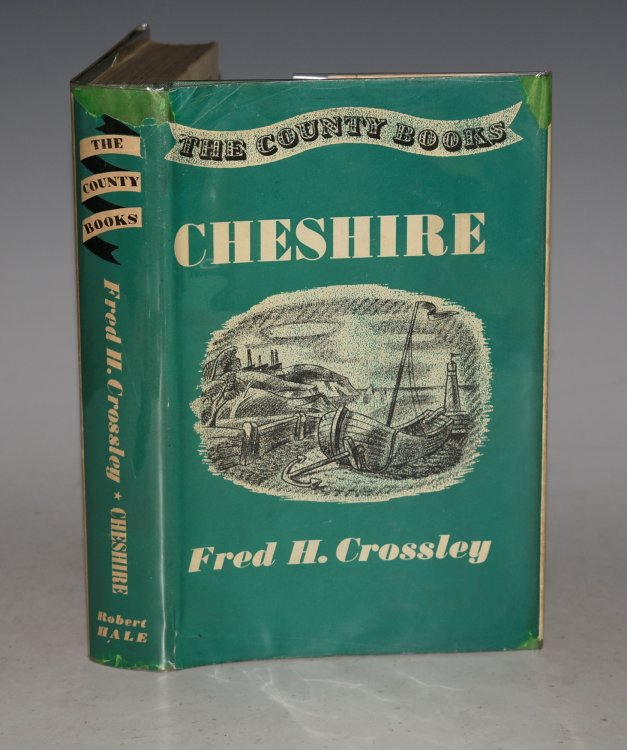 THE COUNTY BOOKS
CHESHIRE
Fred H. Crossley
THE
COUNTY
BOOKS
Fred H. Crossley ★ CHESHIRE
Robert
HALE